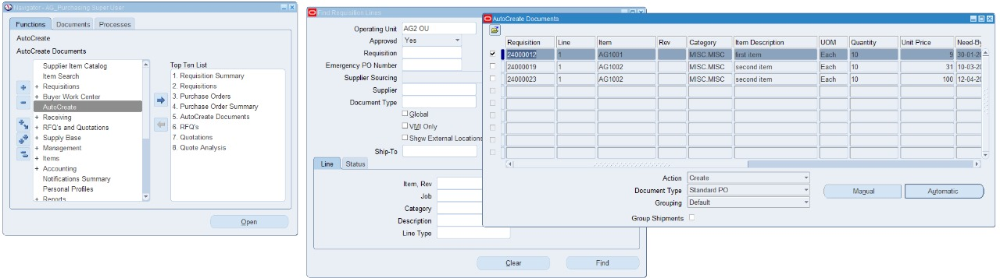 Navigator - AG_Purchasing Super User
Functions Documents Processes
AutoCreate
AutoCreate Documents
Supplier Item Catalog
Item Search
+ Requisitions
+ Buyer Work Center
AutoCreate
+ Receiving
+ RFQ's and Quotations
+ Supply Base
+ Management
+ Items
+ Accounting
Notifications Summary
Personal Profiles
+ Reports
Top Ten List
1. Requisition Summary
2. Requisitions
3. Purchase Orders
4. Purchase Order Summary
5. AutoCreate Documents
6. RFQ's
7. Quotations
8. Quote Analysis
Open
Find Requisition Lines
Operating Unit AG2 OU
Approved Yes
Requisition
Emergency PO Number
Supplier Sourcing
Supplier
Document Type
Global
VMI Only
Show External Locations
Ship-To
Line Status
Item, Rev
Job
Category
Description
Line Type
Clear Find
AutoCreate Documents
Requisition Line Item Rev Category Item Description UOM Quantity Unit Price Need-By
24000012 1 AG1001 MISC.MISC first item Each 10 9 30-01-20
24000019 1 AG1002 MISC.MISC second item Each 10 31 10-03-20
24000023 1 AG1002 MISC.MISC second item Each 10 100 12-04-20
Action Create
Document Type Standard PO
Grouping Default
Group Shipments
Manual Automatic